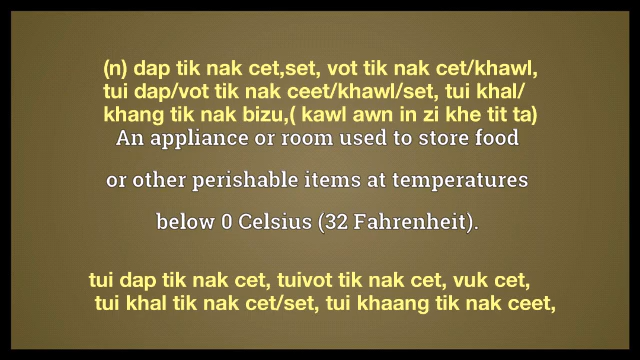 (n) dap tik nak cet,set, vot tik nak cet/khawl,
tui dap/vot tik nak ceet/khawl/set, tui khal/
khang tik nak bizu,( kawl awn in zi khe tit ta)
An appliance or room used to store food
or other perishable items at temperatures
below 0 Celsius (32 Fahrenheit).
tui dap tik nak cet, tuivot tik nak cet, vuk cet,
tui khal tik nak cet/set, tui khaang tik nak ceet,